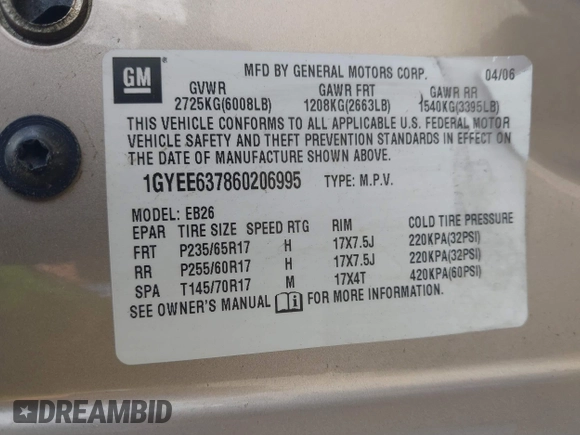 GM
MFD BY GENERAL MOTORS CORP. 04/06
GVWR GAWR FRT GAWR RR
2725KG(6008LB) 1208KG(2663LB) 1540KG(3395LB)
THIS VEHICLE CONFORMS TO ALL APPLICABLE U.S. FEDERAL MOTOR
VEHICLE SAFETY AND THEFT PREVENTION STANDARDS IN EFFECT ON
THE DATE OF MANUFACTURE SHOWN ABOVE.
1GYEE637860206995 TYPE: M.P.V.
MODEL: EB26
EPAR TIRE SIZE SPEED RTG RIM COLD TIRE PRESSURE
FRT P235/65R17 H 17X7.5J 220KPA(32PSI)
RR P255/60R17 H 17X7.5J 220KPA(32PSI)
SPA T145/70R17 M 17X4T 420KPA(60PSI)
SEE OWNER'S MANUAL i FOR MORE INFORMATION.
DREAMBID